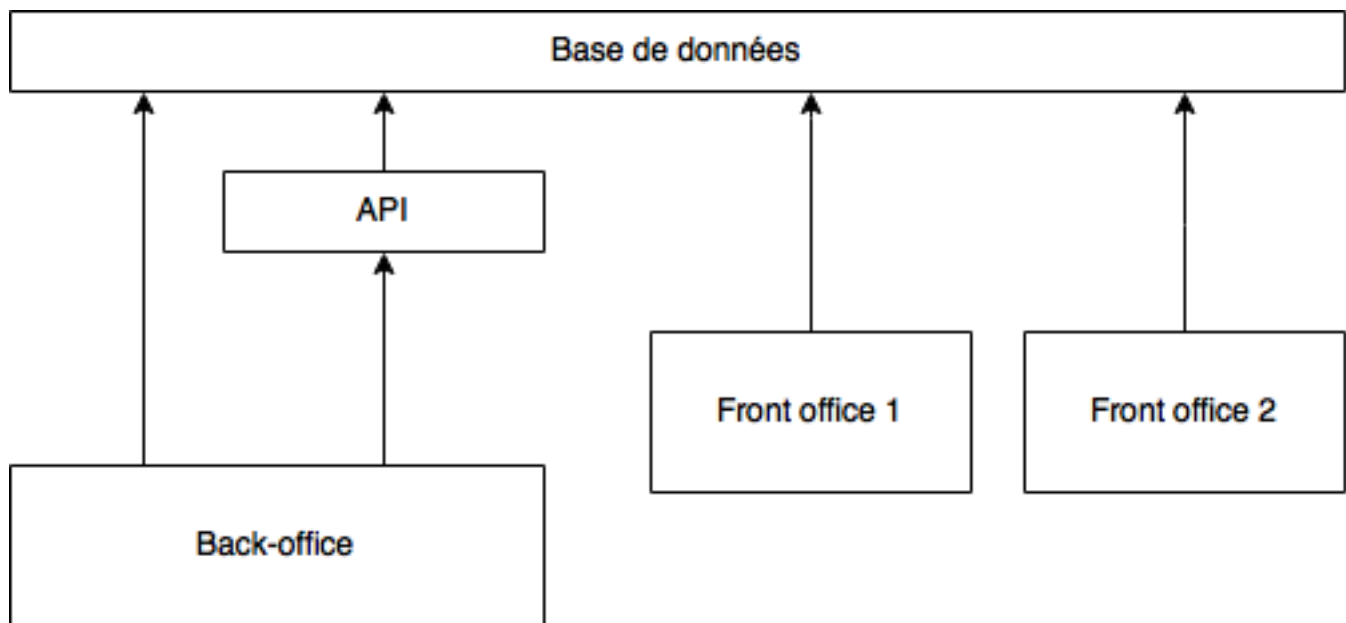 Base de données
API
Front office 1
Front office 2
Back-office